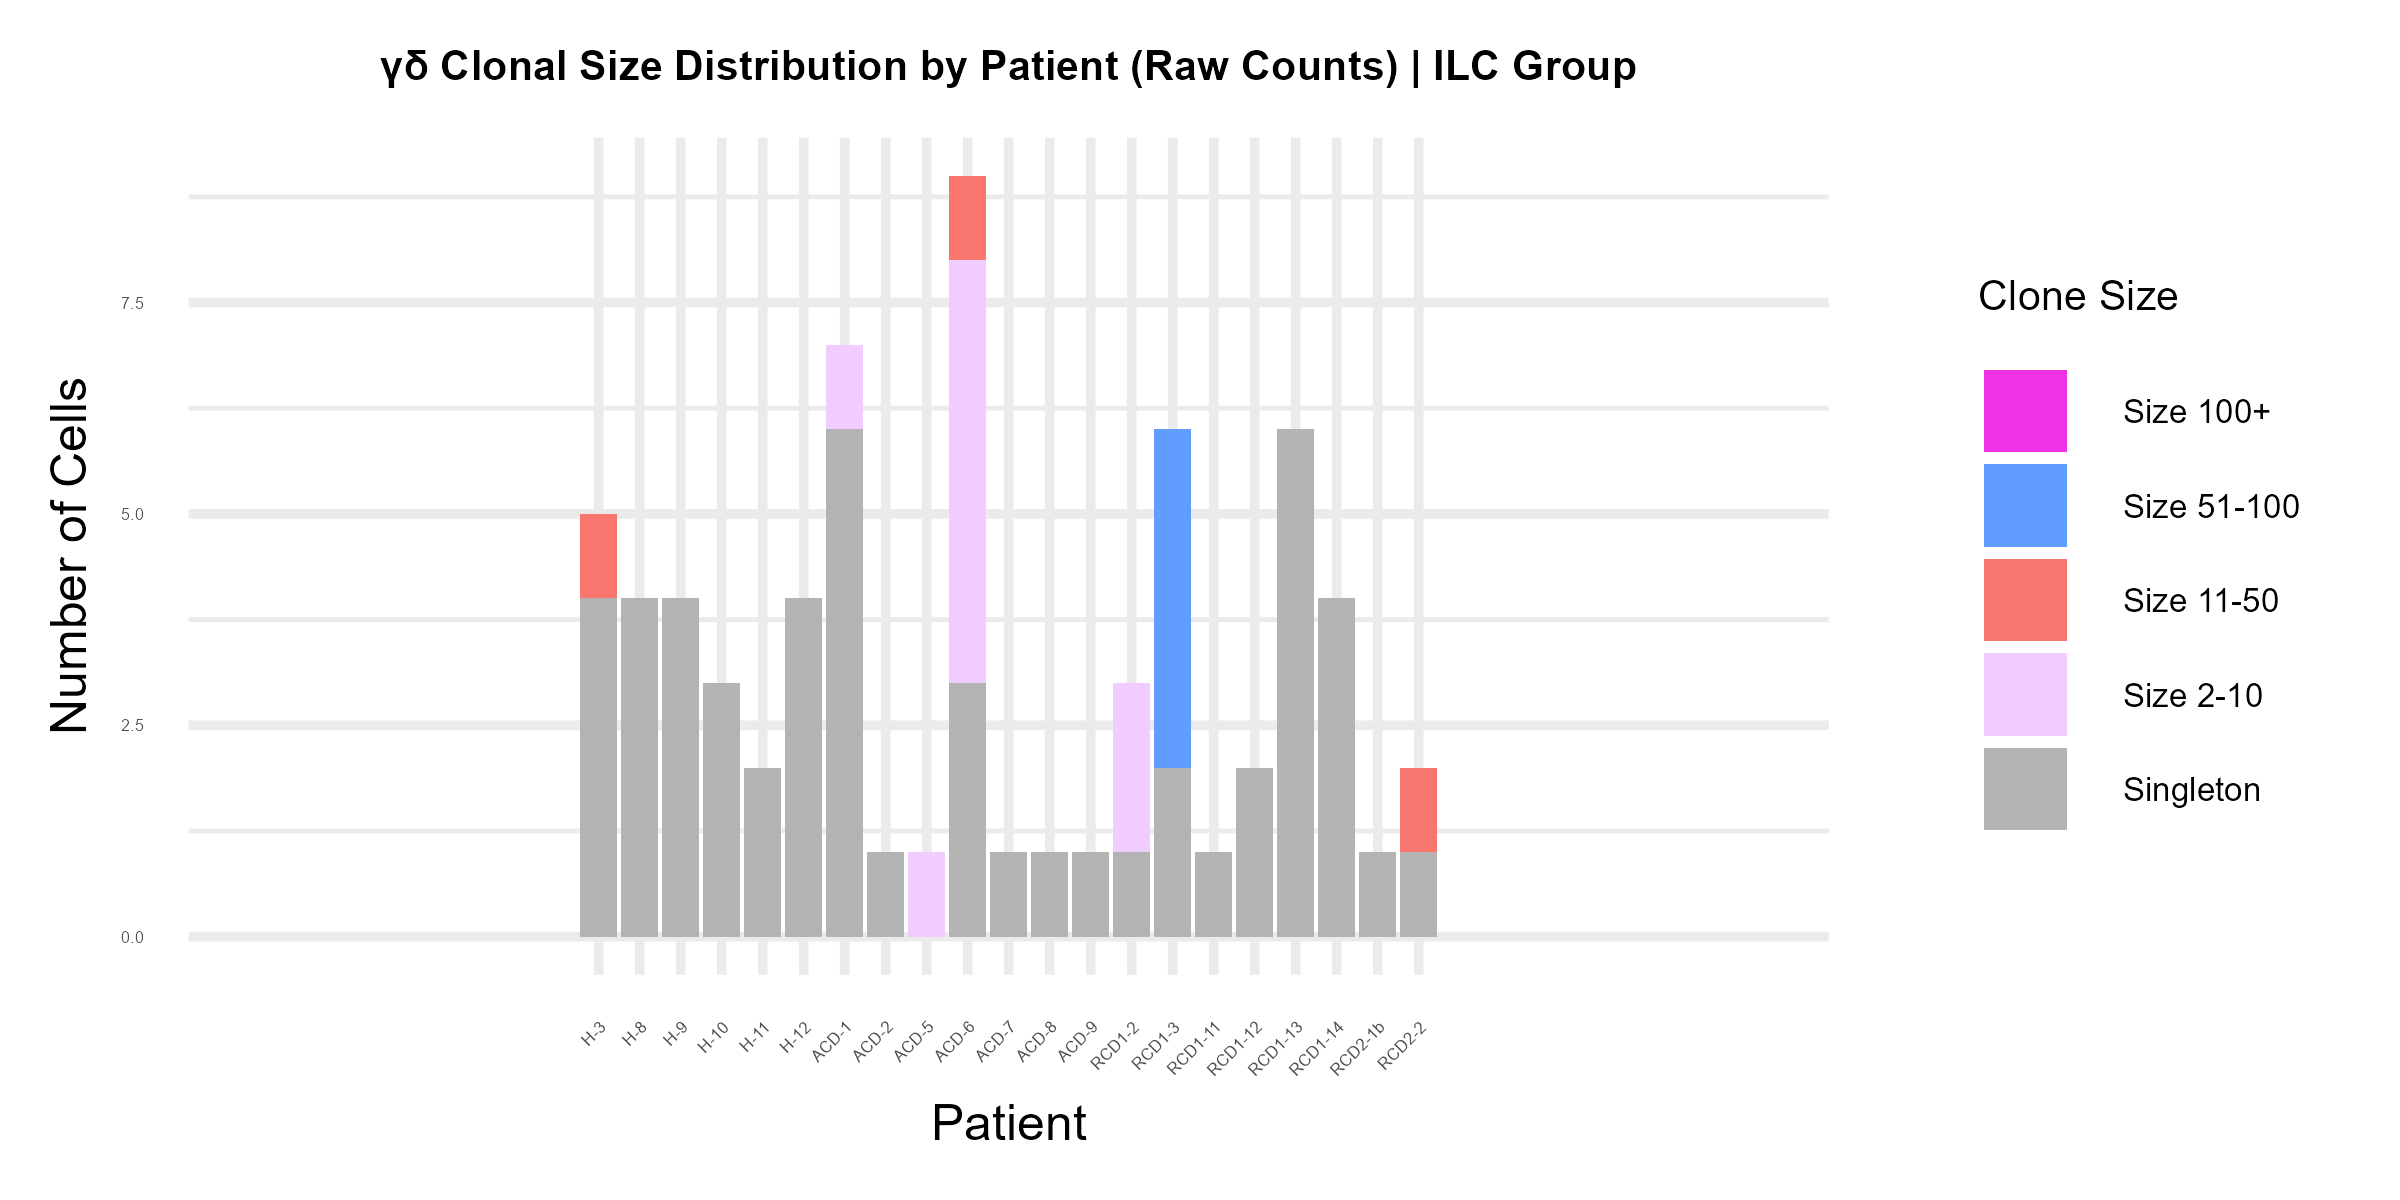 γδ Clonal Size Distribution by Patient (Raw Counts) | ILC Group
Number of Cells
7.5
5.0
2.5
0.0
H-3
H-8
H-9
H-10
H-11
H-12
ACD-1
ACD-2
ACD-5
ACD-6
ACD-7
ACD-8
ACD-9
RCD1-2
RCD1-3
RCD1-11
RCD1-12
RCD1-13
RCD1-14
RCD2-1b
RCD2-2
Patient
Clone Size
Size 100+
Size 51-100
Size 11-50
Size 2-10
Singleton